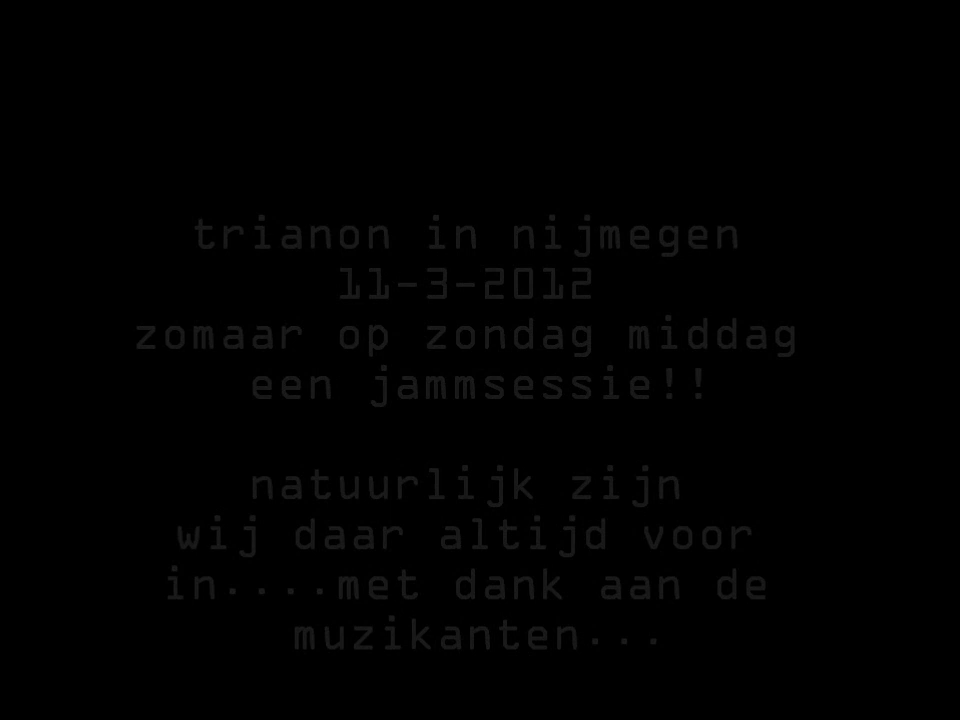 trianon in nijmegen
11-3-2012
zomaar op zondag middag
een jammsessie!!
natuurlijk zijn
wij daar altijd voor
in....met dank aan de
muzikanten...